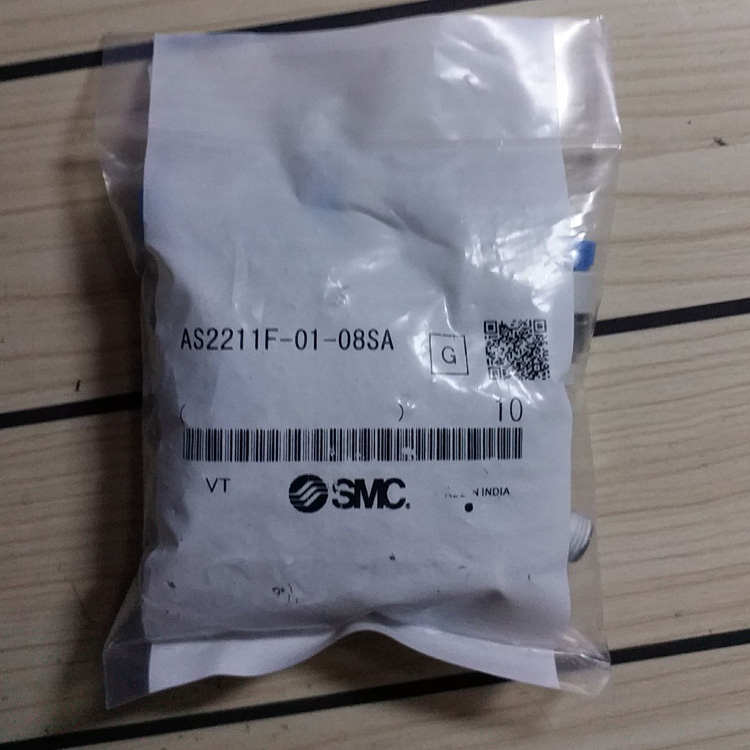 AS2211F-01-08SA G
( ) 10
VT SMC. INDIA